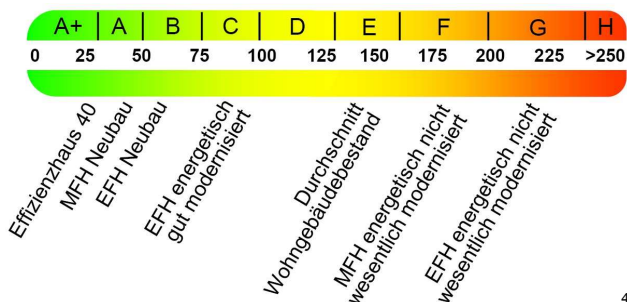 A+ A B C D E F G H
0 25 50 75 100 125 150 175 200 225 >250
Effizienzhaus 40
MFH Neubau
EFH Neubau
EFH energetisch
gut modernisiert
Durchschnitt
Wohngebäudebestand
MFH energetisch nicht
wesentlich modernisiert
EFH energetisch nicht
wesentlich modernisiert